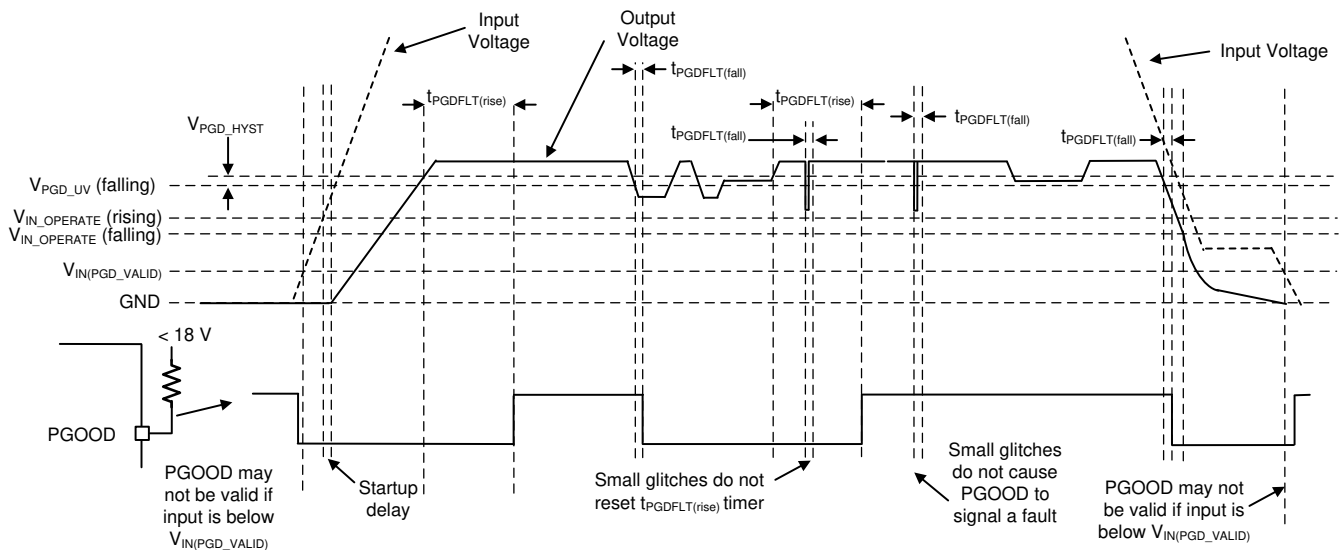 Input
Voltage
Output
Voltage
Input Voltage
tPGDFLT(fall)
tPGDFLT(rise)
tPGDFLT(rise)
tPGDFLT(fall)
tPGDFLT(fall)
tPGDFLT(fall)
VPGD_HYST
VPGD_UV (falling)
VIN_OPERATE (rising)
VIN_OPERATE (falling)
VIN(PGD_VALID)
GND
< 18 V
PGOOD
PGOOD may
not be valid if
input is below
VIN(PGD_VALID)
Startup
delay
Small glitches do not
reset tPGDFLT(rise) timer
Small glitches
do not cause
PGOOD to
signal a fault
PGOOD may not
be valid if input is
below VIN(PGD_VALID)